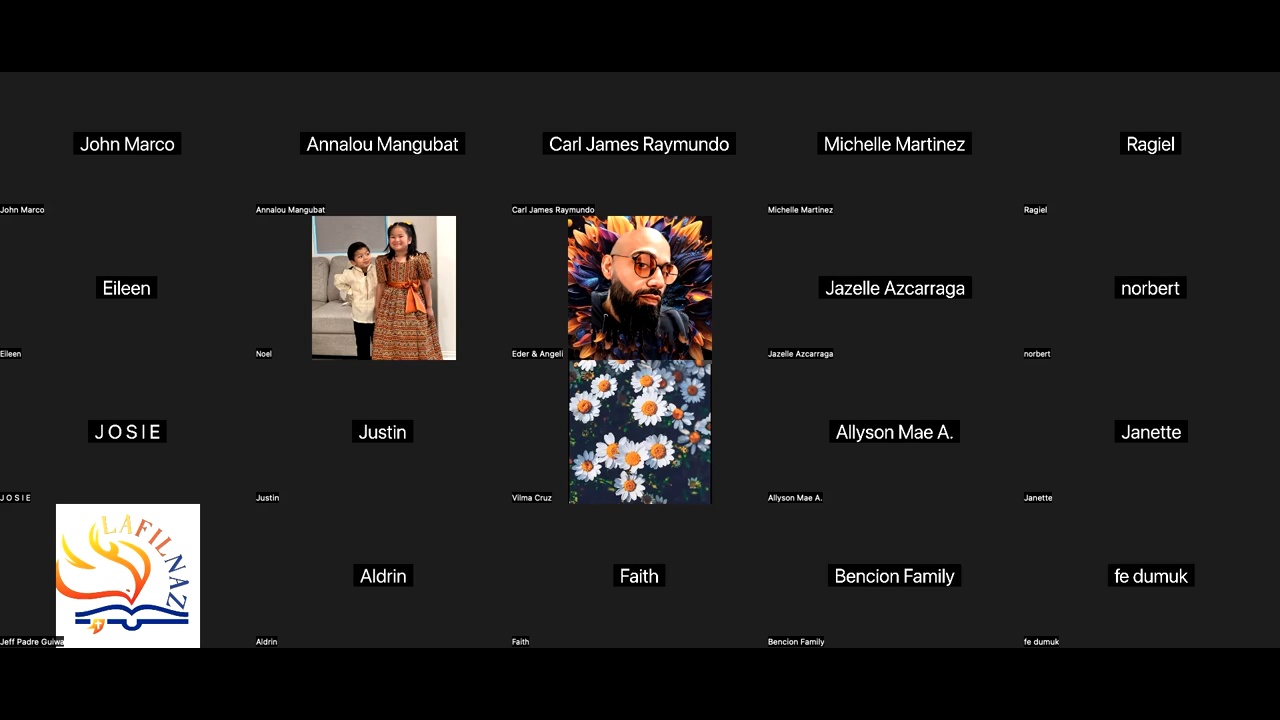 John Marco
Annalou Mangubat
Carl James Raymundo
Michelle Martinez
Ragiel
John Marco
Annalou Mangubat
Carl James Raymundo
Michelle Martinez
Ragiel
Eileen
Jazelle Azcarraga
norbert
Eileen
Noel
Eder & Angeli
Jazelle Azcarraga
norbert
J O S I E
Justin
Allyson Mae A.
Janette
J O S I E
Justin
Vilma Cruz
Allyson Mae A.
Janette
LAFILNAZ
Aldrin
Faith
Bencion Family
fe dumuk
Jeff Padre Guiwa
Aldrin
Faith
Bencion Family
fe dumuk